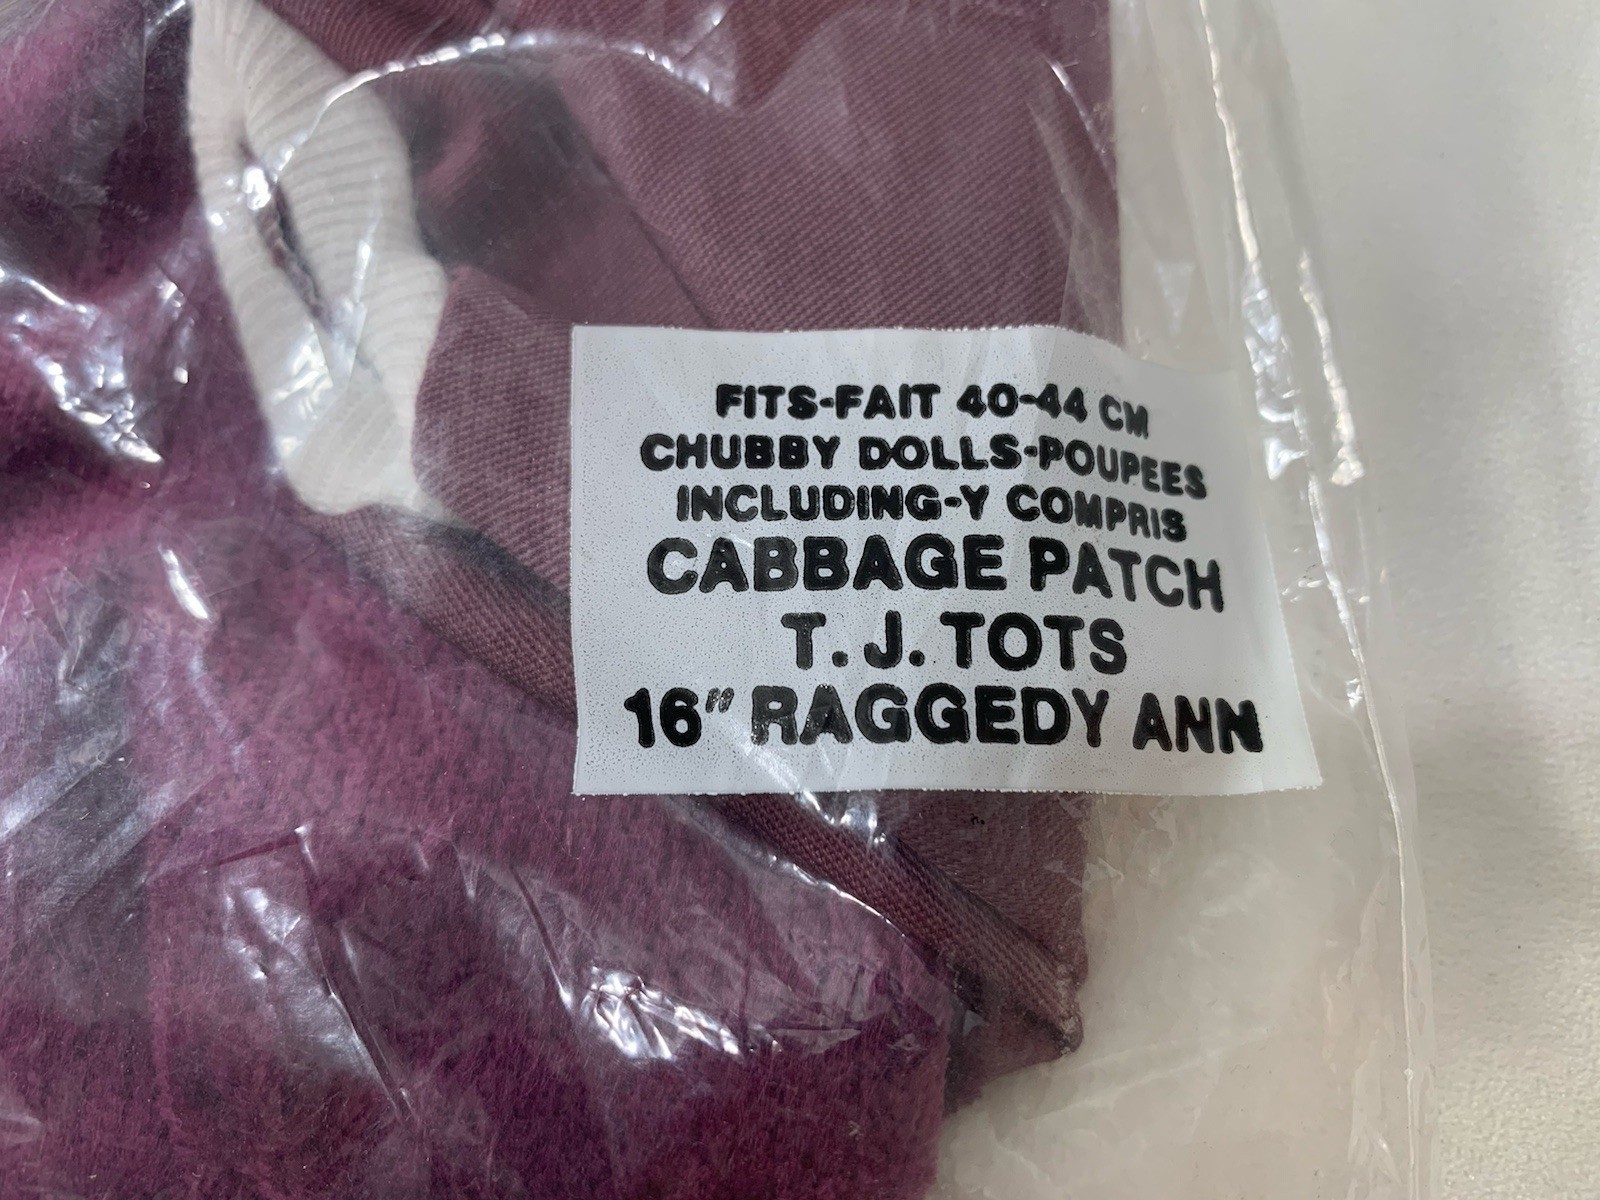 FITS-FAIT 40-44 CM
CHUBBY DOLLS-POUPEES
INCLUDING-Y COMPRIS
CABBAGE PATCH
T.J. TOTS
16" RAGGEDY ANN